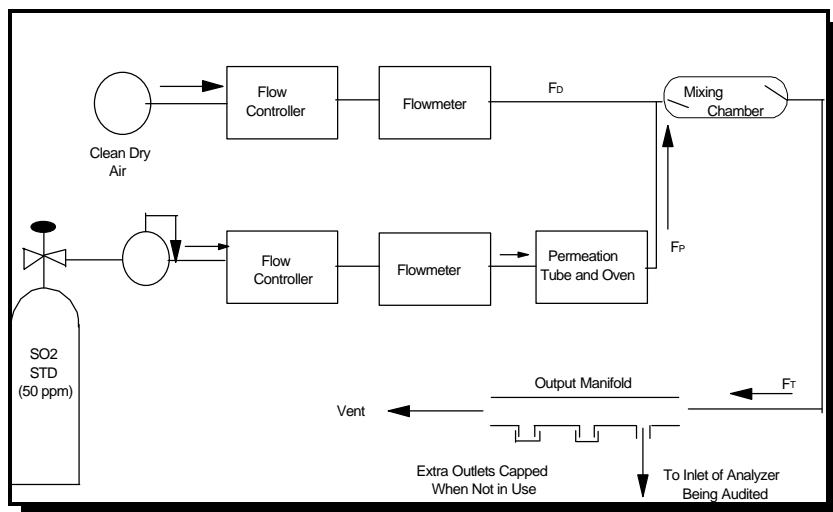 Flow
Controller
Flowmeter
FD
Mixing
Chamber
Clean Dry
Air
FP
Flow
Controller
Flowmeter
Permeation
Tube and Oven
SO2
STD
(50 ppm)
Output Manifold
FT
Vent
Extra Outlets Capped
When Not in Use
To Inlet of Analyzer
Being Audited